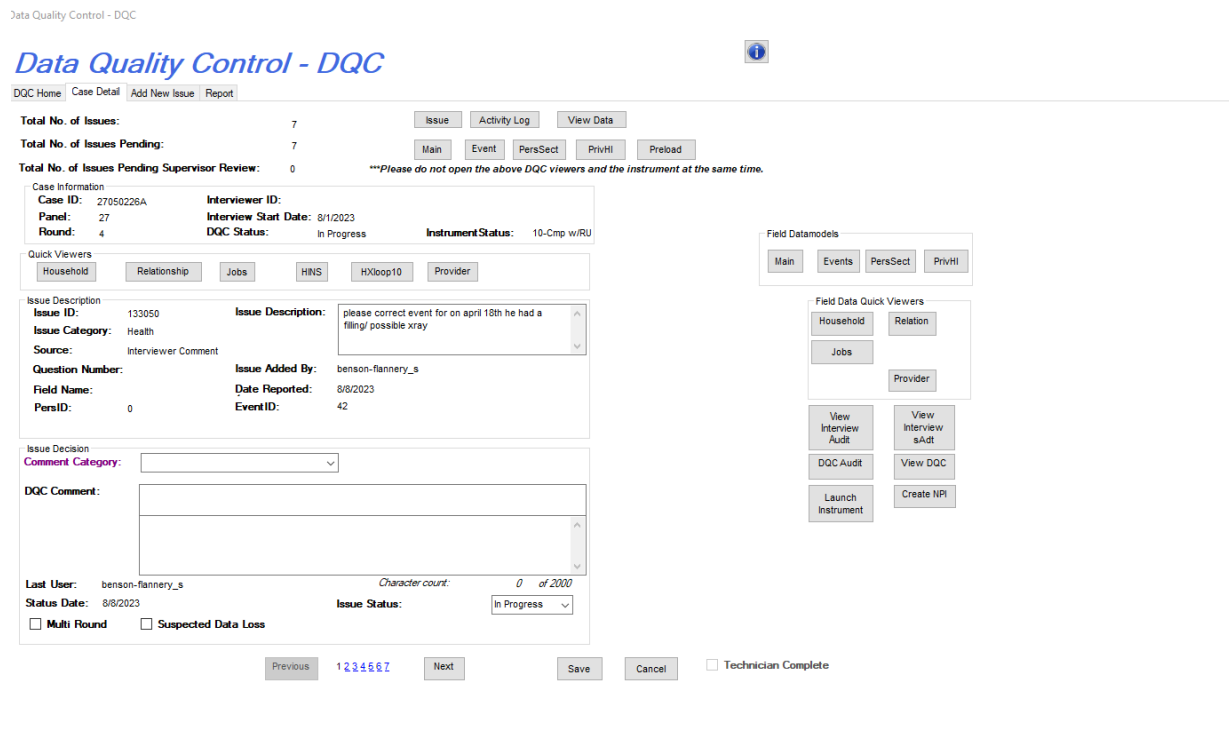 Data Quality Control - DQC
Data Quality Control - DQC
DQC Home Case Detail Add New Issue Report
Total No. of Issues: 7 Issue Activity Log View Data
Total No. of Issues Pending: 7 Main Event PersSect PrivHI Preload
Total No. of Issues Pending Supervisor Review: 0 ***Please do not open the above DQC viewers and the instrument at the same time.
Case Information
Case ID: 27050226A Interviewer ID:
Panel: 27 Interview Start Date: 8/1/2023
Round: 4 DQC Status: In Progress InstrumentStatus: 10-Cmp w/RU
Quick Viewers
Household Relationship Jobs HINS HXloop10 Provider
Issue Description
Issue ID: 133050 Issue Description: please correct event for on april 18th he had a
filling/ possible xray
Issue Category: Health
Source: Interviewer Comment
Question Number: Issue Added By: benson-flannery_s
Field Name: Date Reported: 8/8/2023
PersID: 0 EventID: 42
Issue Decision
Comment Category:
DQC Comment:
Last User: benson-flannery_s Character count: 0 of 2000
Status Date: 8/8/2023 Issue Status: In Progress
Multi Round Suspected Data Loss
Previous 1 2 3 4 5 6 7 Next Save Cancel Technician Complete
Field Datamodels
Main Events PersSect PrivHI
Field Data Quick Viewers
Household Relation
Jobs
Provider
View Interview Audit View Interview sAdt
DQC Audit View DQC
Launch Instrument Create NPI